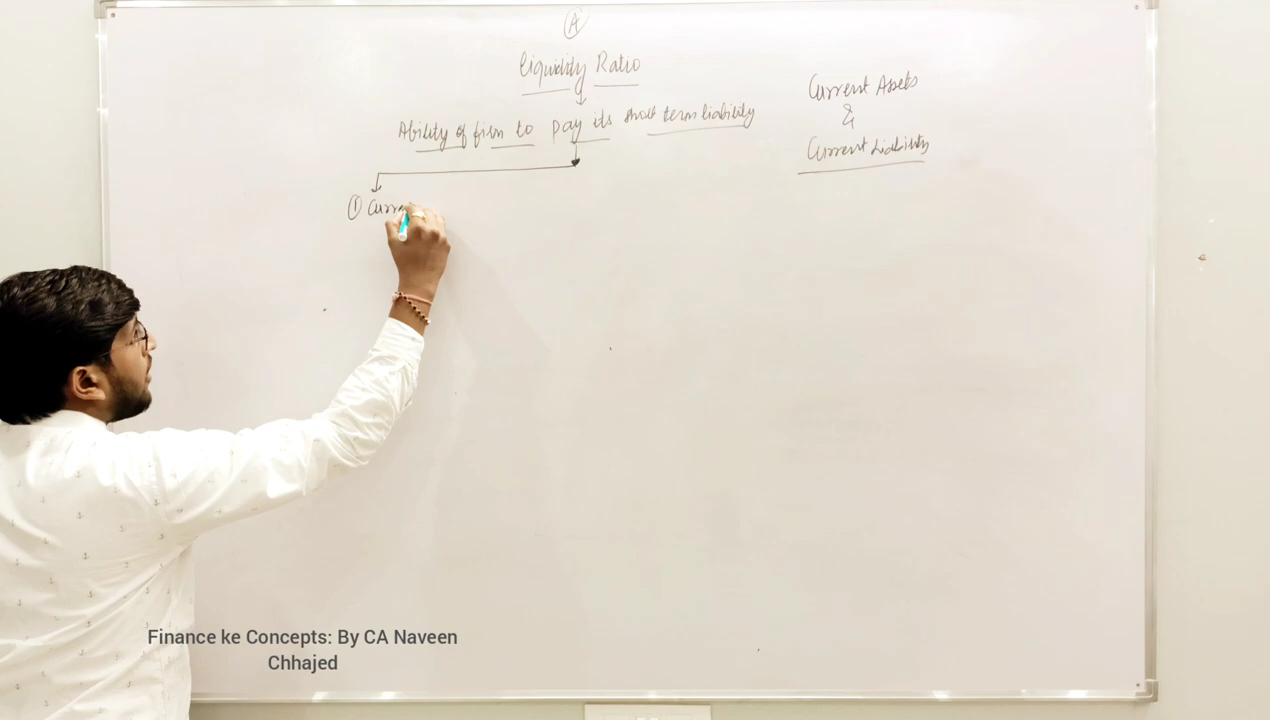 A
Liquidity Ratio
Ability of firm to pay its short term liability
Current Assets
&
Current Liability
① Curre
Finance ke Concepts: By CA Naveen
Chhajed